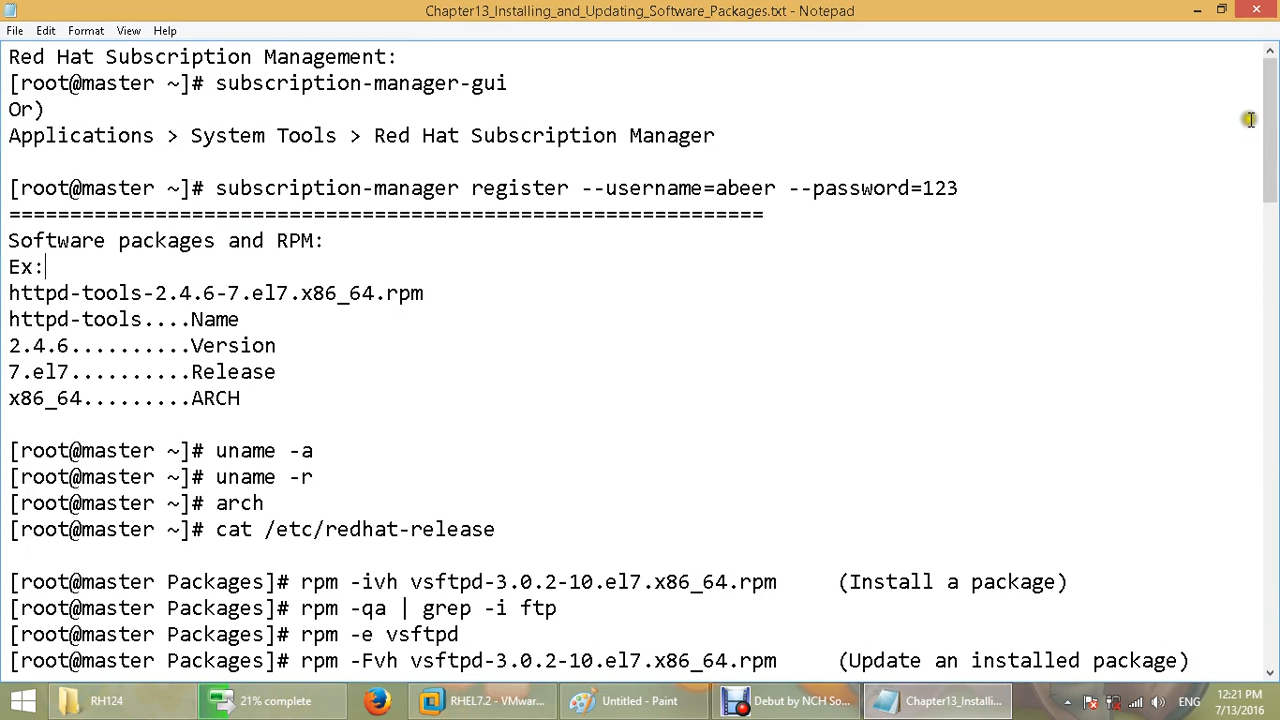 Chapter13_Installing_and_Updating_Software_Packages.txt - Notepad
File Edit Format View Help
Red Hat Subscription Management:
[root@master ~]# subscription-manager-gui
Or)
Applications > System Tools > Red Hat Subscription Manager
[root@master ~]# subscription-manager register --username=abeer --password=123
==============================================================
Software packages and RPM:
Ex:
httpd-tools-2.4.6-7.el7.x86_64.rpm
httpd-tools....Name
2.4.6..........Version
7.el7..........Release
x86_64.........ARCH
[root@master ~]# uname -a
[root@master ~]# uname -r
[root@master ~]# arch
[root@master ~]# cat /etc/redhat-release
[root@master Packages]# rpm -ivh vsftpd-3.0.2-10.el7.x86_64.rpm     (Install a package)
[root@master Packages]# rpm -qa | grep -i ftp
[root@master Packages]# rpm -e vsftpd
[root@master Packages]# rpm -Fvh vsftpd-3.0.2-10.el7.x86_64.rpm     (Update an installed package)
RH124 21% complete RHEL7.2 - VMwar... Untitled - Paint Debut by NCH So... Chapter13_Installi... ENG 12:21 PM
7/13/2016